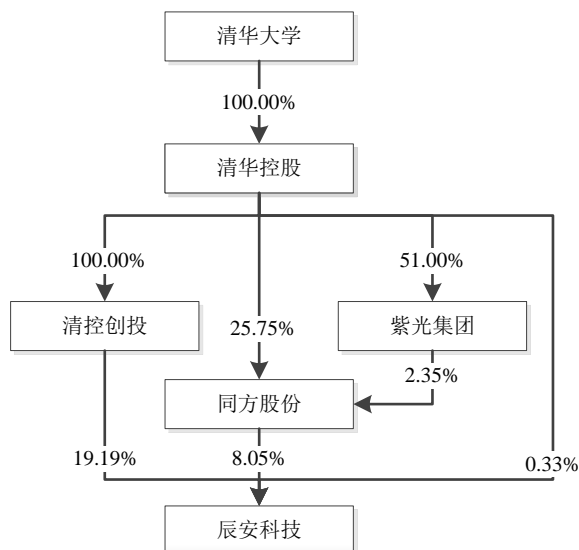 清华大学
100.00%
清华控股
100.00%
51.00%
清控创投
25.75%
紫光集团
2.35%
同方股份
19.19%
8.05%
0.33%
辰安科技